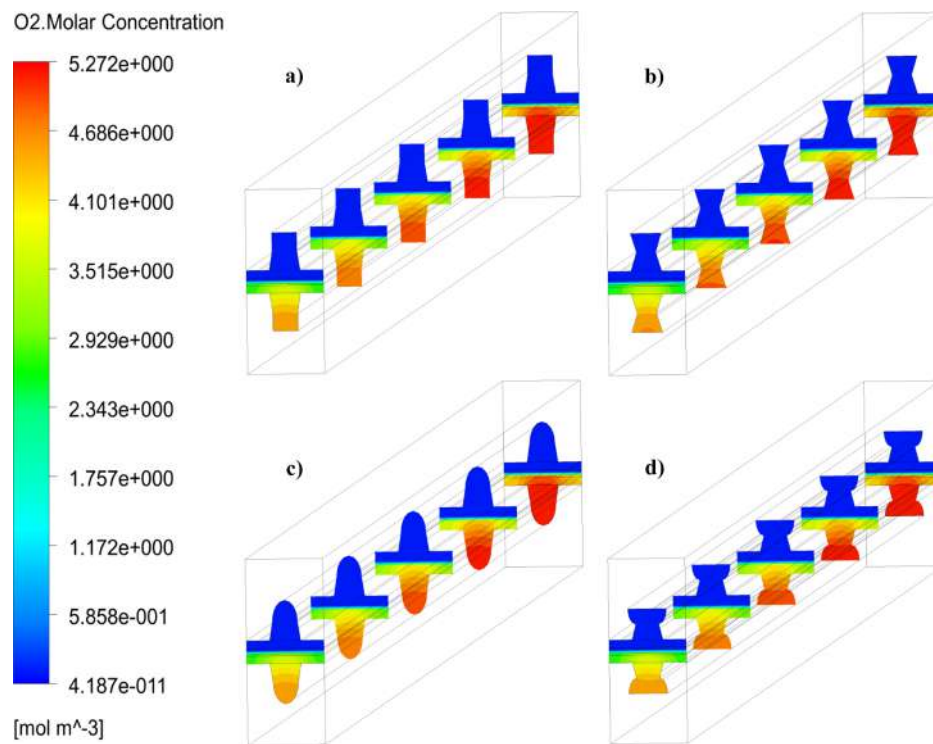 O2.Molar Concentration
5.272e+000
4.686e+000
4.101e+000
3.515e+000
2.929e+000
2.343e+000
1.757e+000
1.172e+000
5.858e-001
4.187e-011
[mol m^-3]
a)
b)
c)
d)